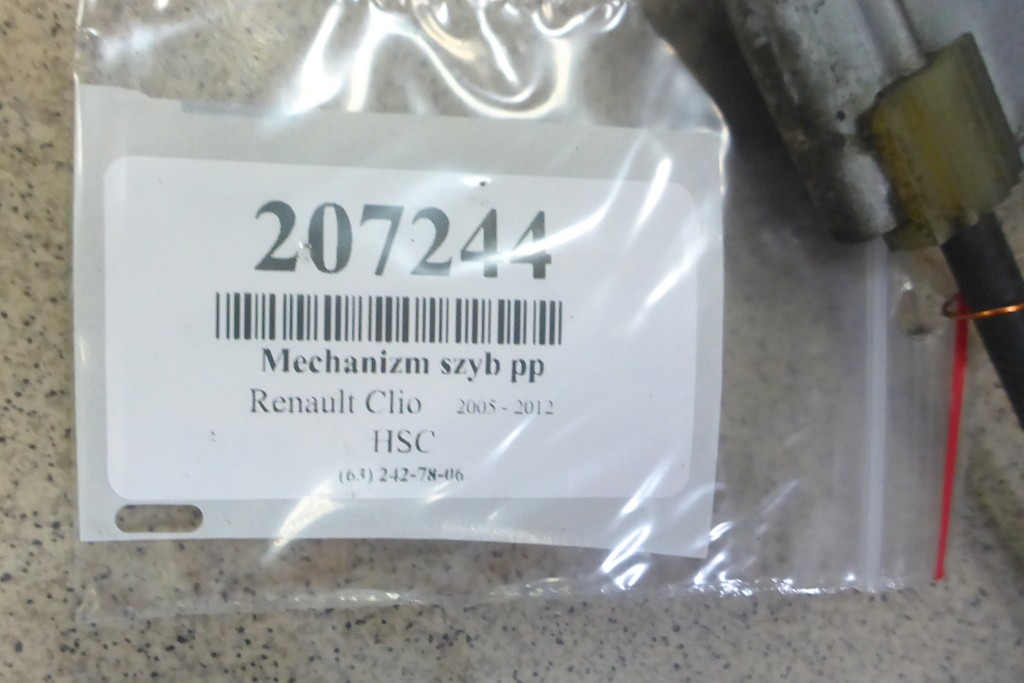 207244
Mechanizm szyb pp
Renault Clio 2005 - 2012
HSC
(63) 242-78-06